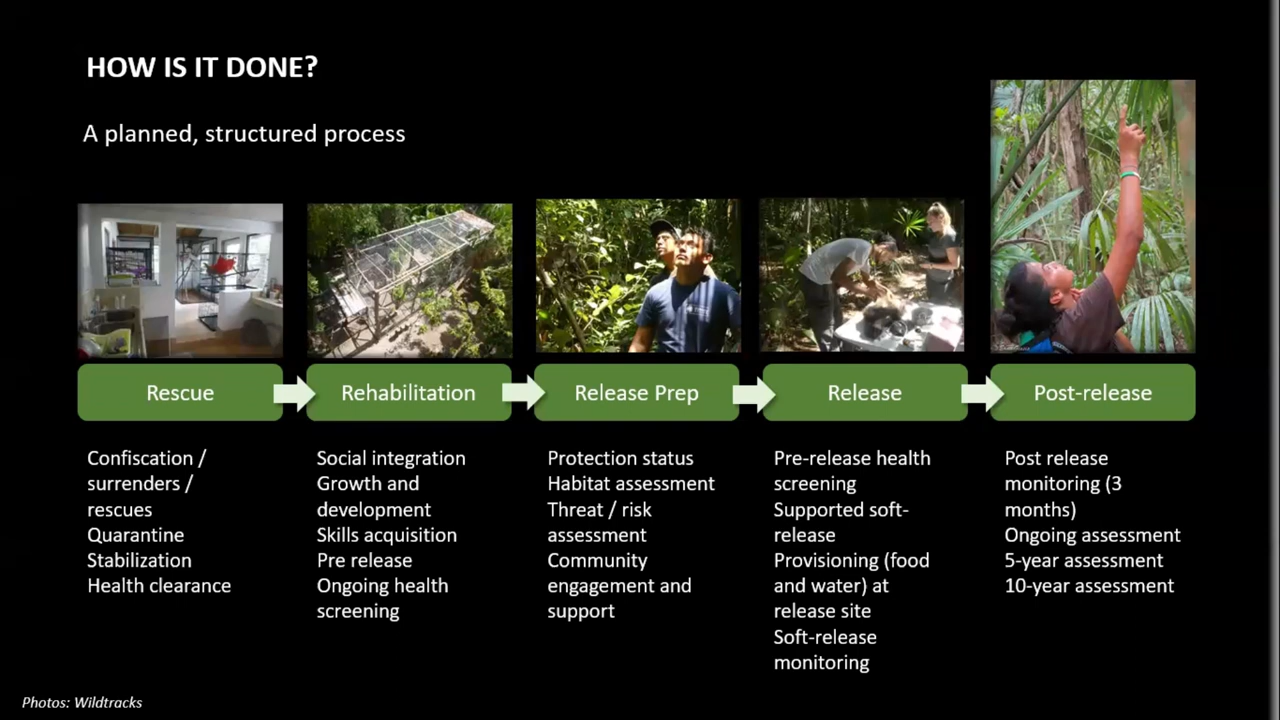 HOW IS IT DONE?
A planned, structured process
Rescue
Rehabilitation
Release Prep
Release
Post-release
Confiscation /
surrenders /
rescues
Quarantine
Stabilization
Health clearance
Social integration
Growth and
development
Skills acquisition
Pre release
Ongoing health
screening
Protection status
Habitat assessment
Threat / risk
assessment
Community
engagement and
support
Pre-release health
screening
Supported soft-
release
Provisioning (food
and water) at
release site
Soft-release
monitoring
Post release
monitoring (3
months)
Ongoing assessment
5-year assessment
10-year assessment
Photos: Wildtracks